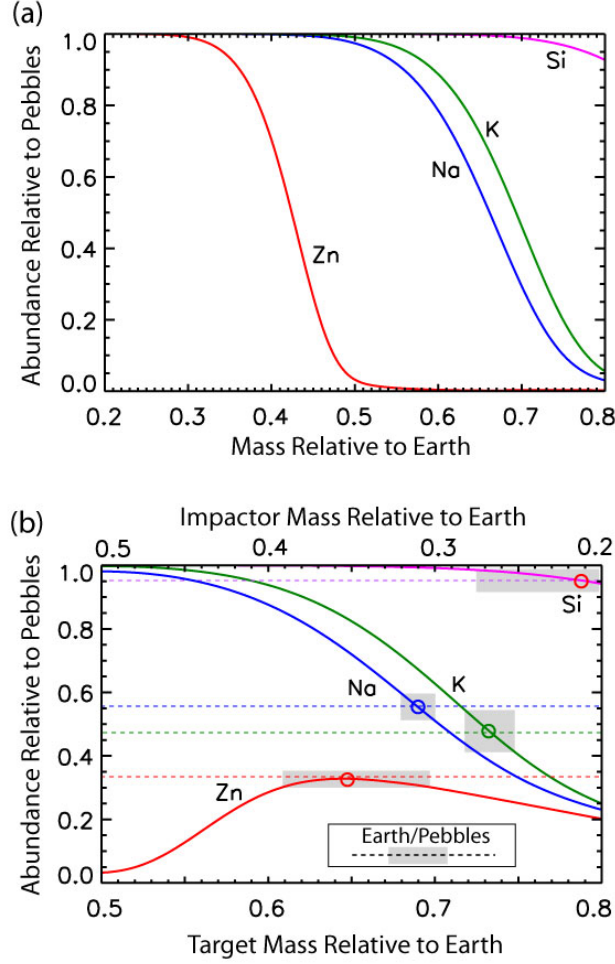 (a)
Abundance Relative to Pebbles
1.0
0.8
0.6
0.4
0.2
0.0
Si
K
Na
Zn
0.2 0.3 0.4 0.5 0.6 0.7 0.8
Mass Relative to Earth
(b)
Impactor Mass Relative to Earth
0.5 0.4 0.3 0.2
Abundance Relative to Pebbles
1.0
0.8
0.6
0.4
0.2
0.0
Si
Na
K
Zn
Earth/Pebbles
0.5 0.6 0.7 0.8
Target Mass Relative to Earth